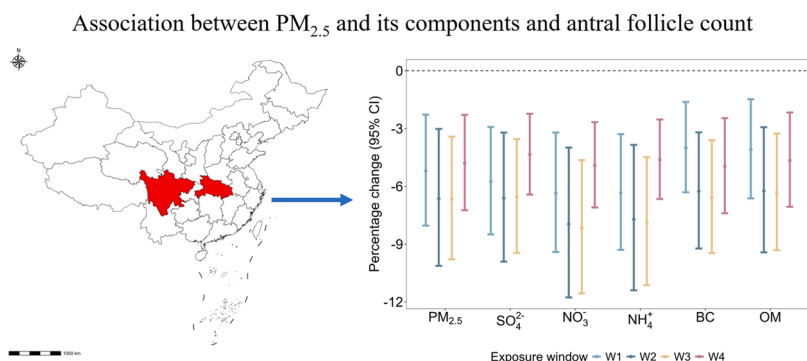 Association between PM₂.₅ and its components and antral follicle count
N
1000 km
Percentage change (95% CI)
0
-3
-6
-9
-12
PM₂.₅ SO₄²⁻ NO₃⁻ NH₄⁺ BC OM
Exposure window W1 W2 W3 W4